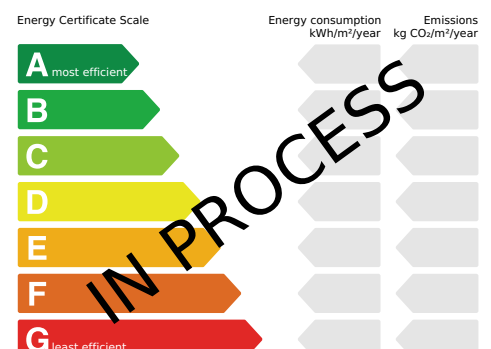 Energy Certificate Scale
Energy consumption
kWh/m²/year
Emissions
kg CO₂/m²/year
A most efficient
B
C
D
E
F
G least efficient
IN PROCESS